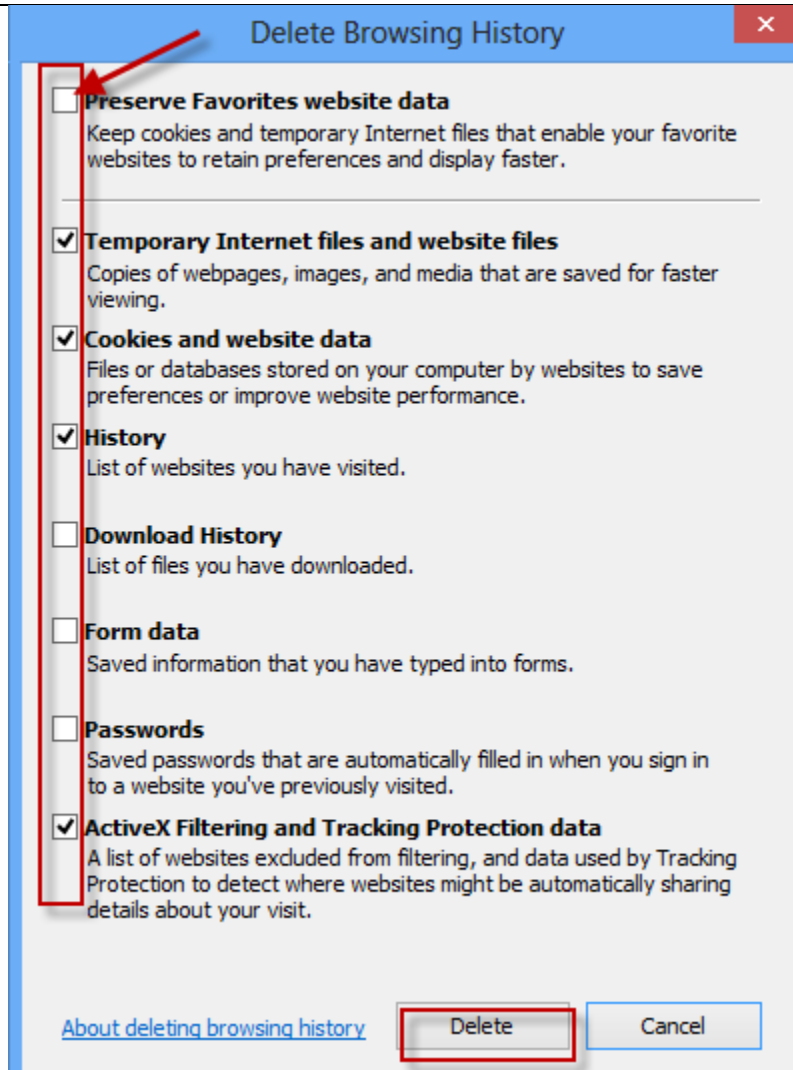 Delete Browsing History
Preserve Favorites website data
Keep cookies and temporary Internet files that enable your favorite
websites to retain preferences and display faster.
Temporary Internet files and website files
Copies of webpages, images, and media that are saved for faster
viewing.
Cookies and website data
Files or databases stored on your computer by websites to save
preferences or improve website performance.
History
List of websites you have visited.
Download History
List of files you have downloaded.
Form data
Saved information that you have typed into forms.
Passwords
Saved passwords that are automatically filled in when you sign in
to a website you've previously visited.
ActiveX Filtering and Tracking Protection data
A list of websites excluded from filtering, and data used by Tracking
Protection to detect where websites might be automatically sharing
details about your visit.
About deleting browsing history Delete Cancel